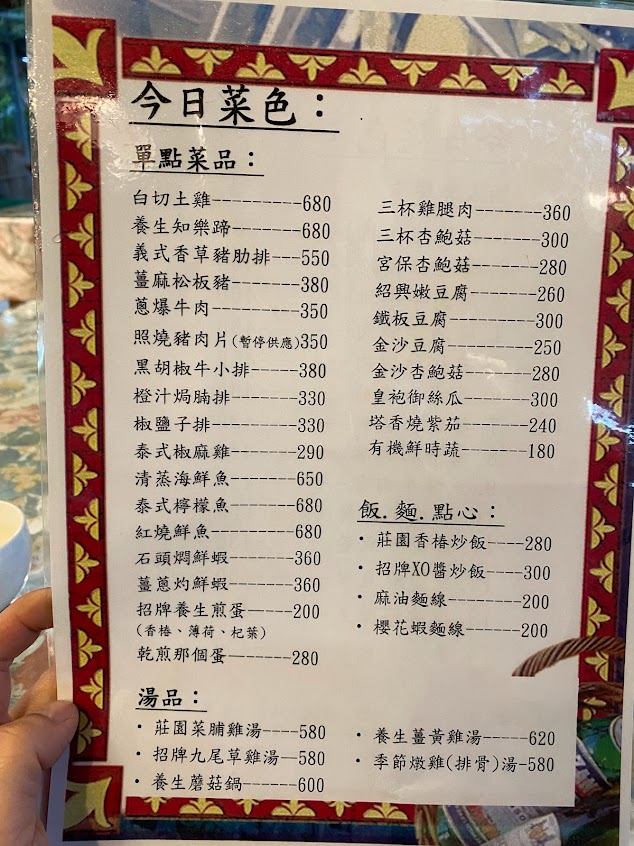 今日菜色：
單點菜品：
白切土雞---------680
養生知樂蹄--------680
義式香草豬肋排---550
薑麻松板豬-------380
蔥爆牛肉---------350
照燒豬肉片(暫停供應)350
黑胡椒牛小排-----380
橙汁焗腩排-------330
椒鹽子排---------330
泰式椒麻雞-------290
清蒸海鮮魚-------650
泰式檸檬魚-------680
紅燒鮮魚---------680
石頭燜鮮蝦-------360
薑蔥灼鮮蝦-------360
招牌養生煎蛋-----200
(香椿、薄荷、杞葉)
乾煎那個蛋-------280
三杯雞腿肉-------360
三杯杏鮑菇-------300
宮保杏鮑菇-------280
紹興嫩豆腐-------260
鐵板豆腐---------300
金沙豆腐---------250
金沙杏鮑菇-------280
皇袍御絲瓜-------300
塔香燒紫茄-------240
有機鮮時蔬-------180
飯.麵.點心：
・莊園香椿炒飯----280
・招牌XO醬炒飯----300
・麻油麵線--------200
・櫻花蝦麵線------200
湯品：
・莊園菜脯雞湯----580
・招牌九尾草雞湯--580
・養生蘑菇鍋------600
・養生薑黃雞湯-----620
・季節燉雞(排骨)湯-580